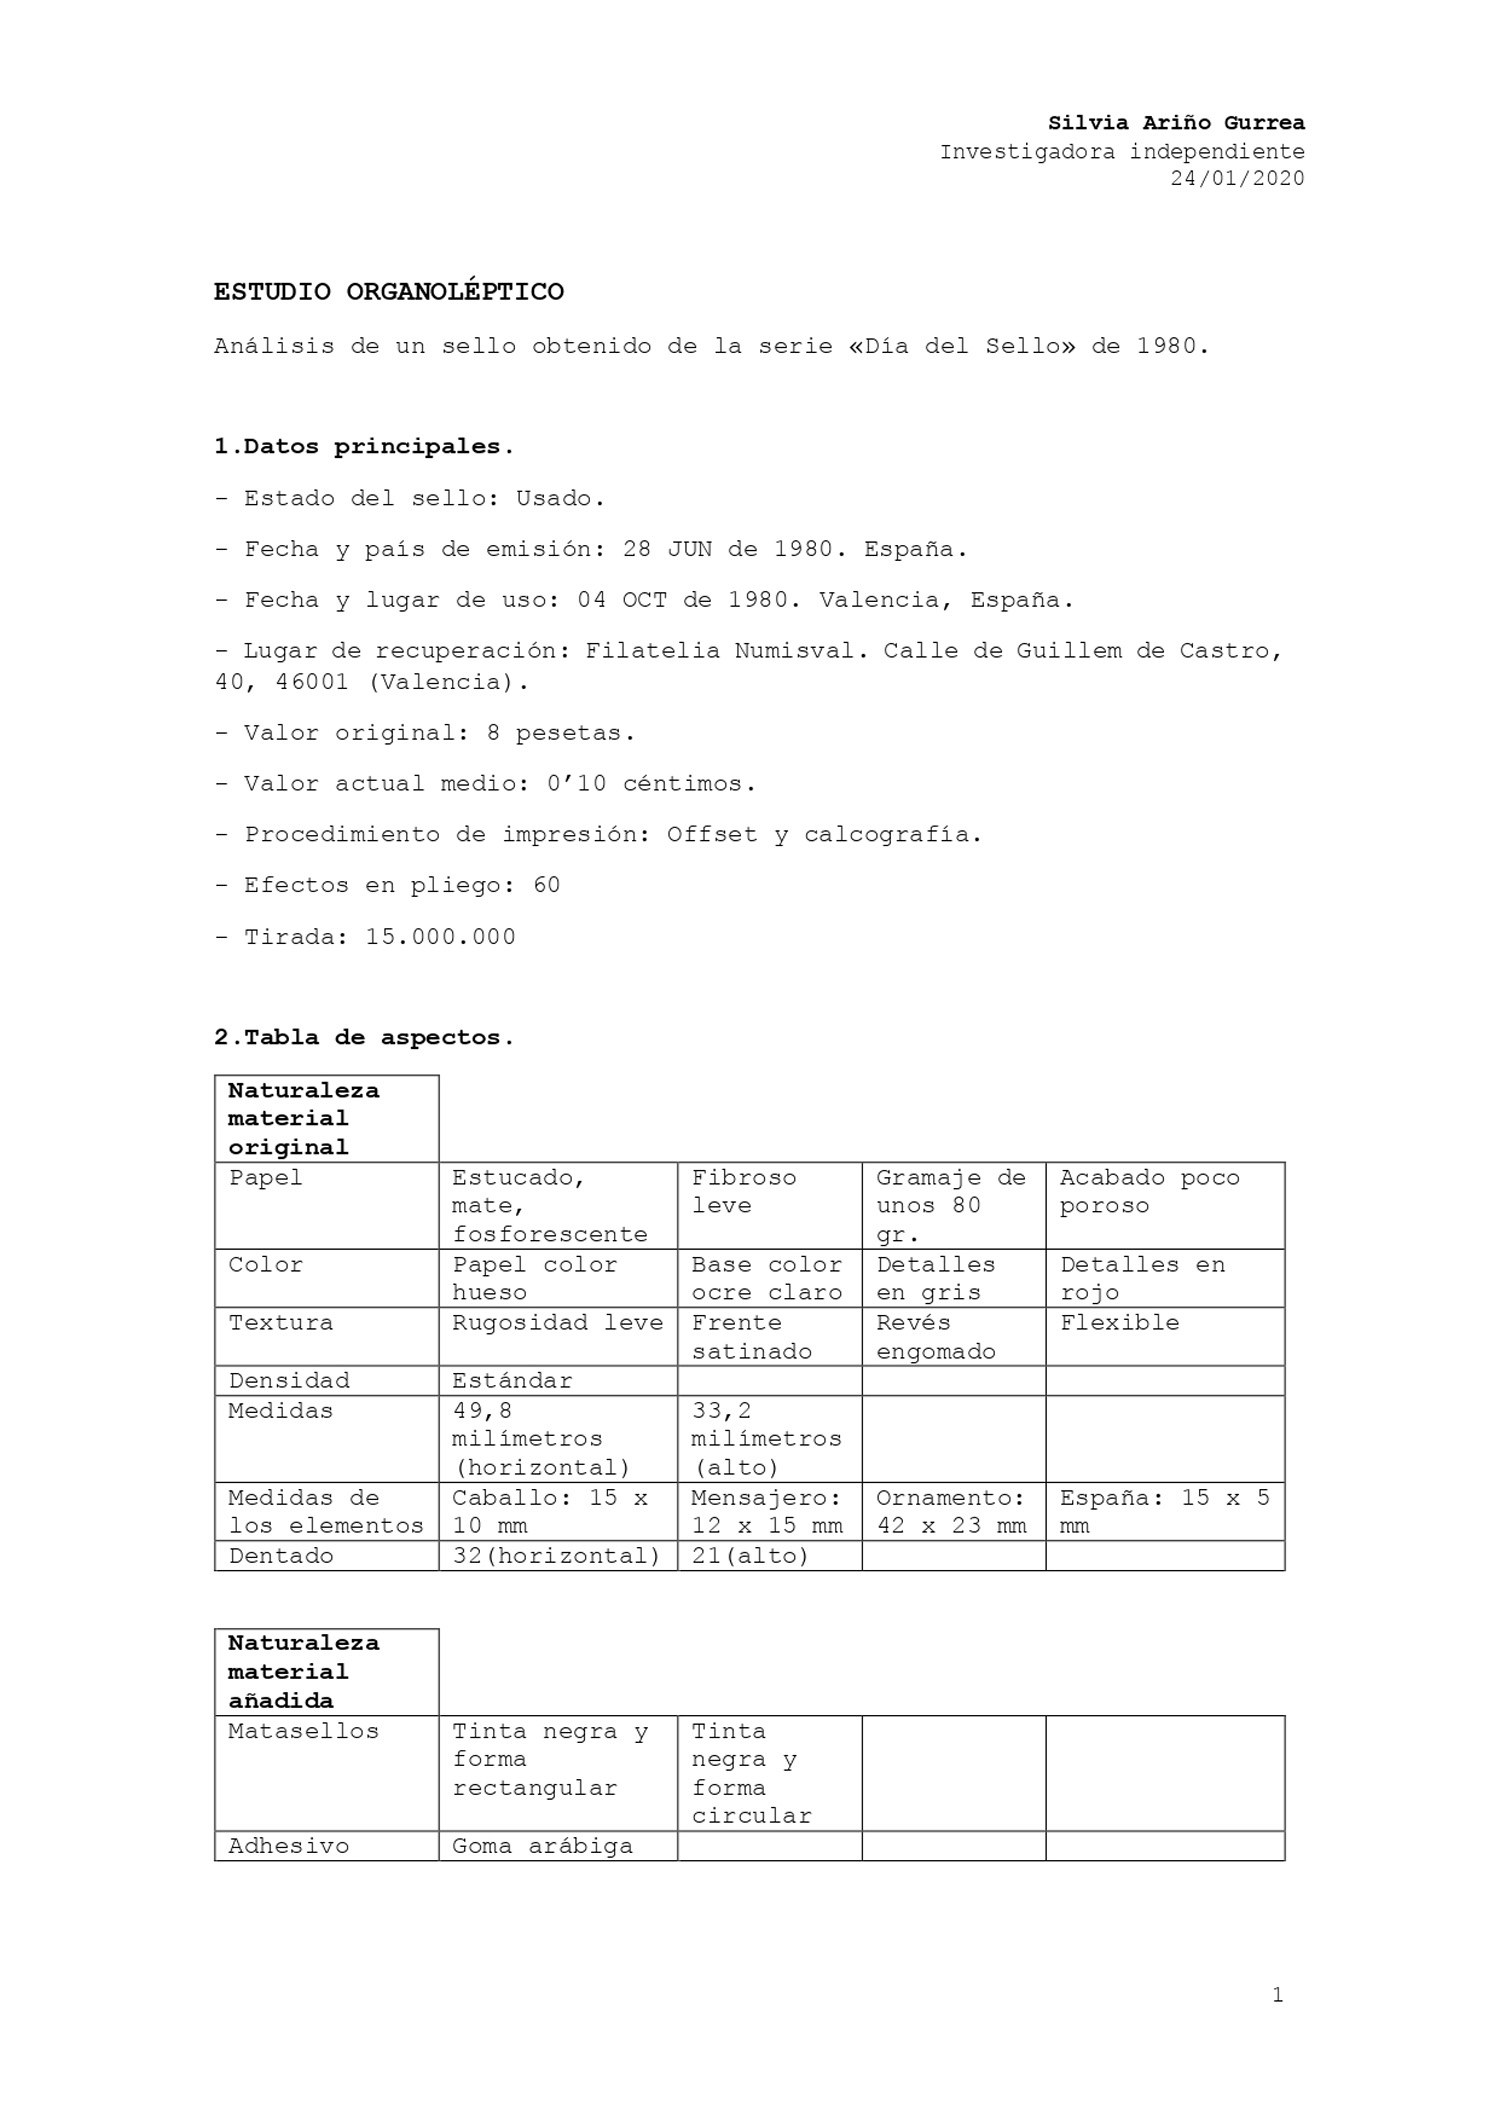 Silvia Ariño Gurrea
Investigadora independiente
24/01/2020
ESTUDIO ORGANOLÉPTICO
Análisis de un sello obtenido de la serie «Día del Sello» de 1980.
1.Datos principales.
- Estado del sello: Usado.
- Fecha y país de emisión: 28 JUN de 1980. España.
- Fecha y lugar de uso: 04 OCT de 1980. Valencia, España.
- Lugar de recuperación: Filatelia Numisval. Calle de Guillem de Castro,
40, 46001 (Valencia).
- Valor original: 8 pesetas.
- Valor actual medio: 0’10 céntimos.
- Procedimiento de impresión: Offset y calcografía.
- Efectos en pliego: 60
- Tirada: 15.000.000
2.Tabla de aspectos.
Naturaleza
material
original
Papel Estucado, Fibroso Gramaje de Acabado poco
mate, leve unos 80 poroso
fosforescente gr.
Color Papel color Base color Detalles Detalles en
hueso ocre claro en gris rojo
Textura Rugosidad leve Frente Revés Flexible
satinado engomado
Densidad Estándar
Medidas 49,8 33,2
milímetros milímetros
(horizontal) (alto)
Medidas de Caballo: 15 x Mensajero: Ornamento: España: 15 x 5
los elementos 10 mm 12 x 15 mm 42 x 23 mm mm
Dentado 32(horizontal) 21(alto)
Naturaleza
material
añadida
Matasellos Tinta negra y Tinta
forma negra y
rectangular forma
circular
Adhesivo Goma arábiga
1